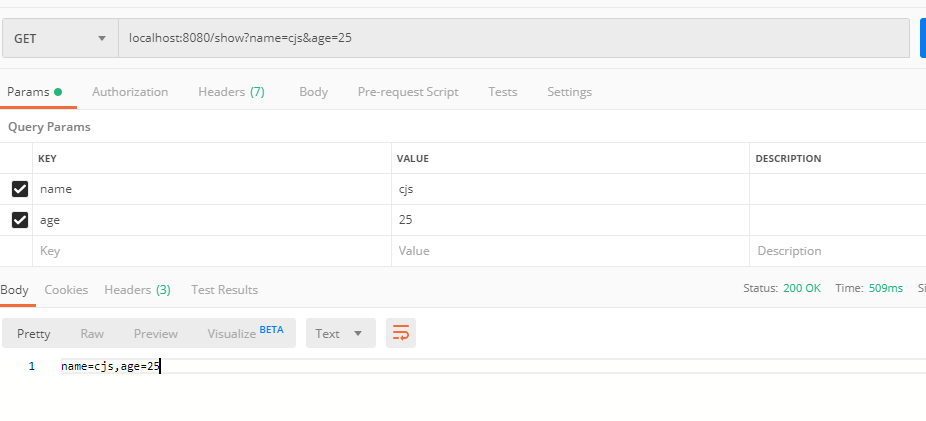 GET localhost:8080/show?name=cjs&age=25
Params Authorization Headers (7) Body Pre-request Script Tests Settings
Query Params
KEY VALUE DESCRIPTION
name cjs
age 25
Key Value Description
Body Cookies Headers (3) Test Results Status: 200 OK Time: 509ms
Pretty Raw Preview Visualize BETA Text
1 name=cjs,age=25